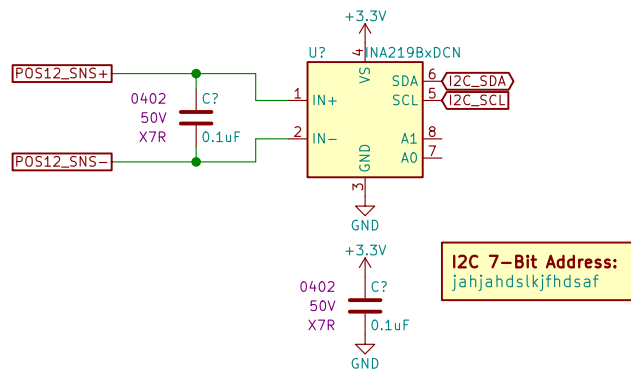 +3.3V
U? 4 INA219BxDCN
VS
POS12_SNS+
SDA 6 I2C_SDA
0402 C? 1 IN+ SCL 5 I2C_SCL
50V
X7R 0.1uF 2 IN- A1 8
A0 7
POS12_SNS-
GND
3
GND
+3.3V
I2C 7-Bit Address:
jahjahdslkjfhdsaf
0402 C?
50V
X7R 0.1uF
GND